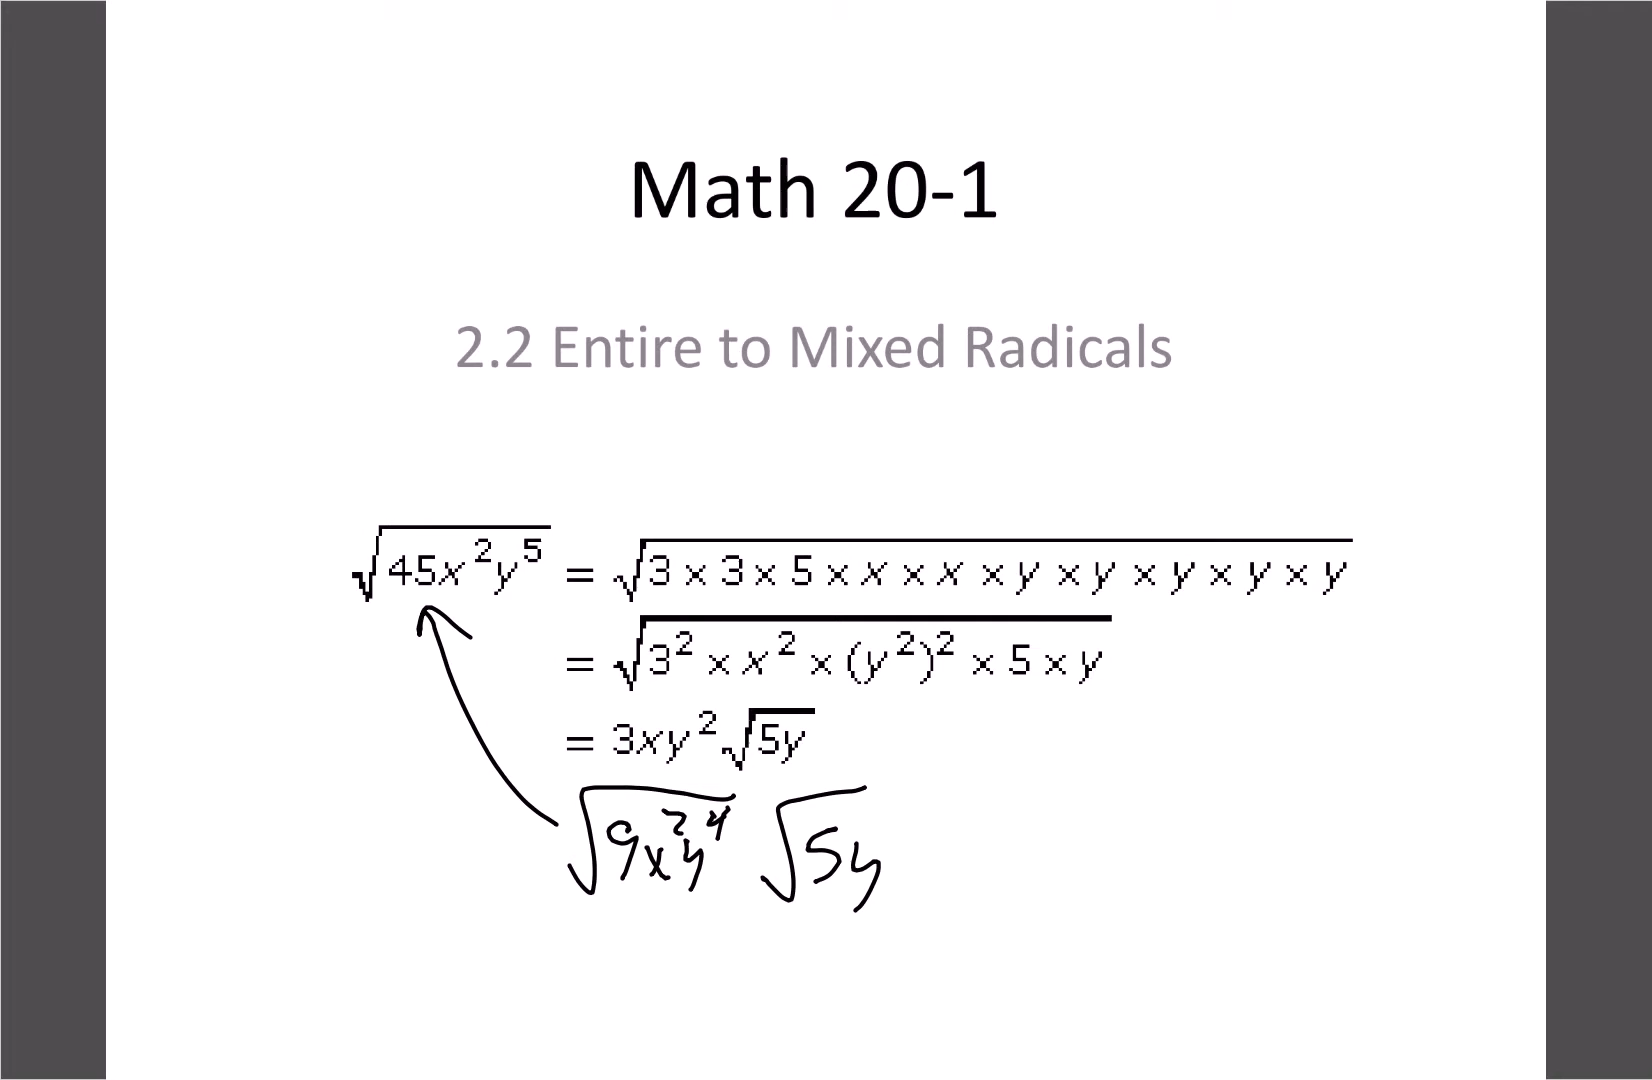 Math 20-1
2.2 Entire to Mixed Radicals
√45x²y⁵ = √3 × 3 × 5 × x × x × y × y × y × y × y
= √3² × x² × (y²)² × 5 × y
= 3xy²√5y
√9x²y⁴ √5y